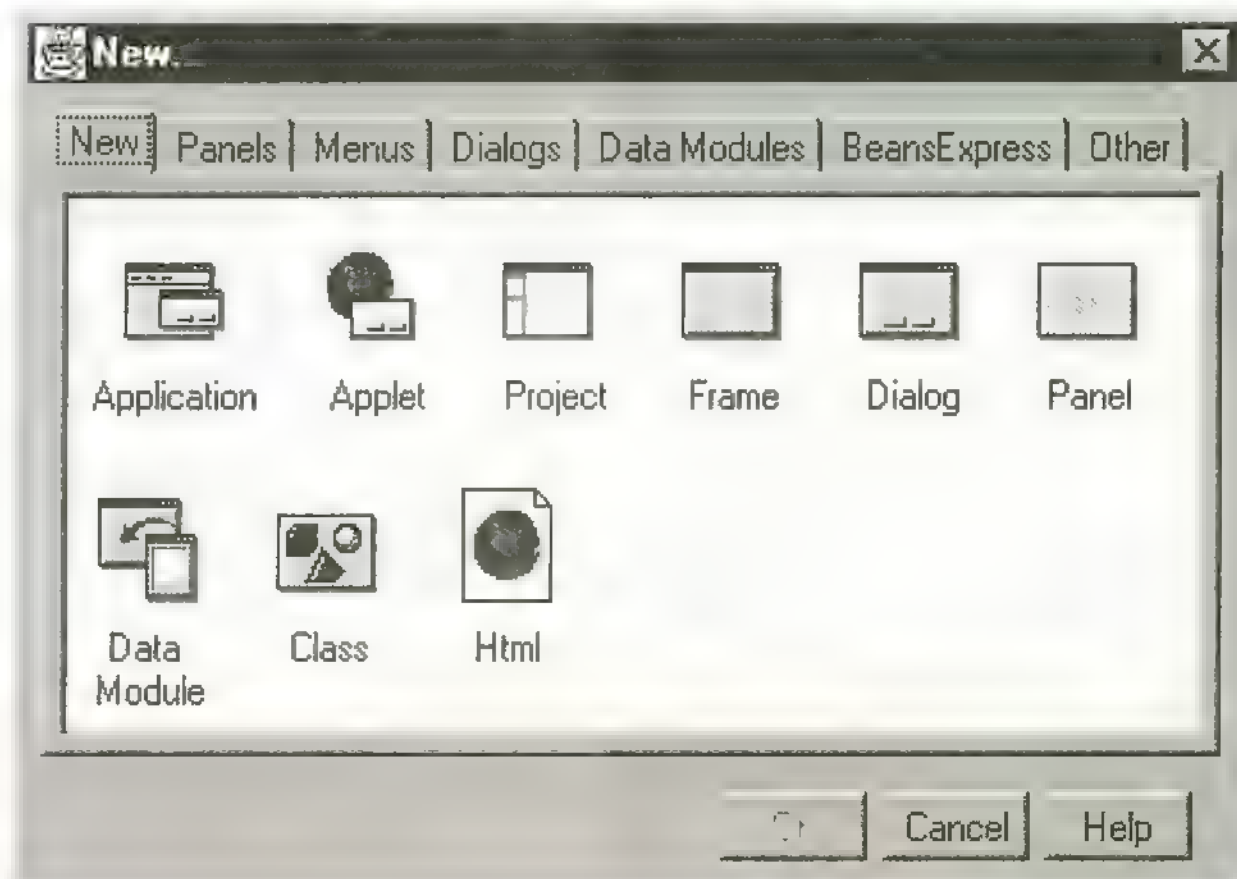 New...
New Panels Menus Dialogs Data Modules BeansExpress Other
Application Applet Project Frame Dialog Panel
Data Class Html
Module
Cancel Help